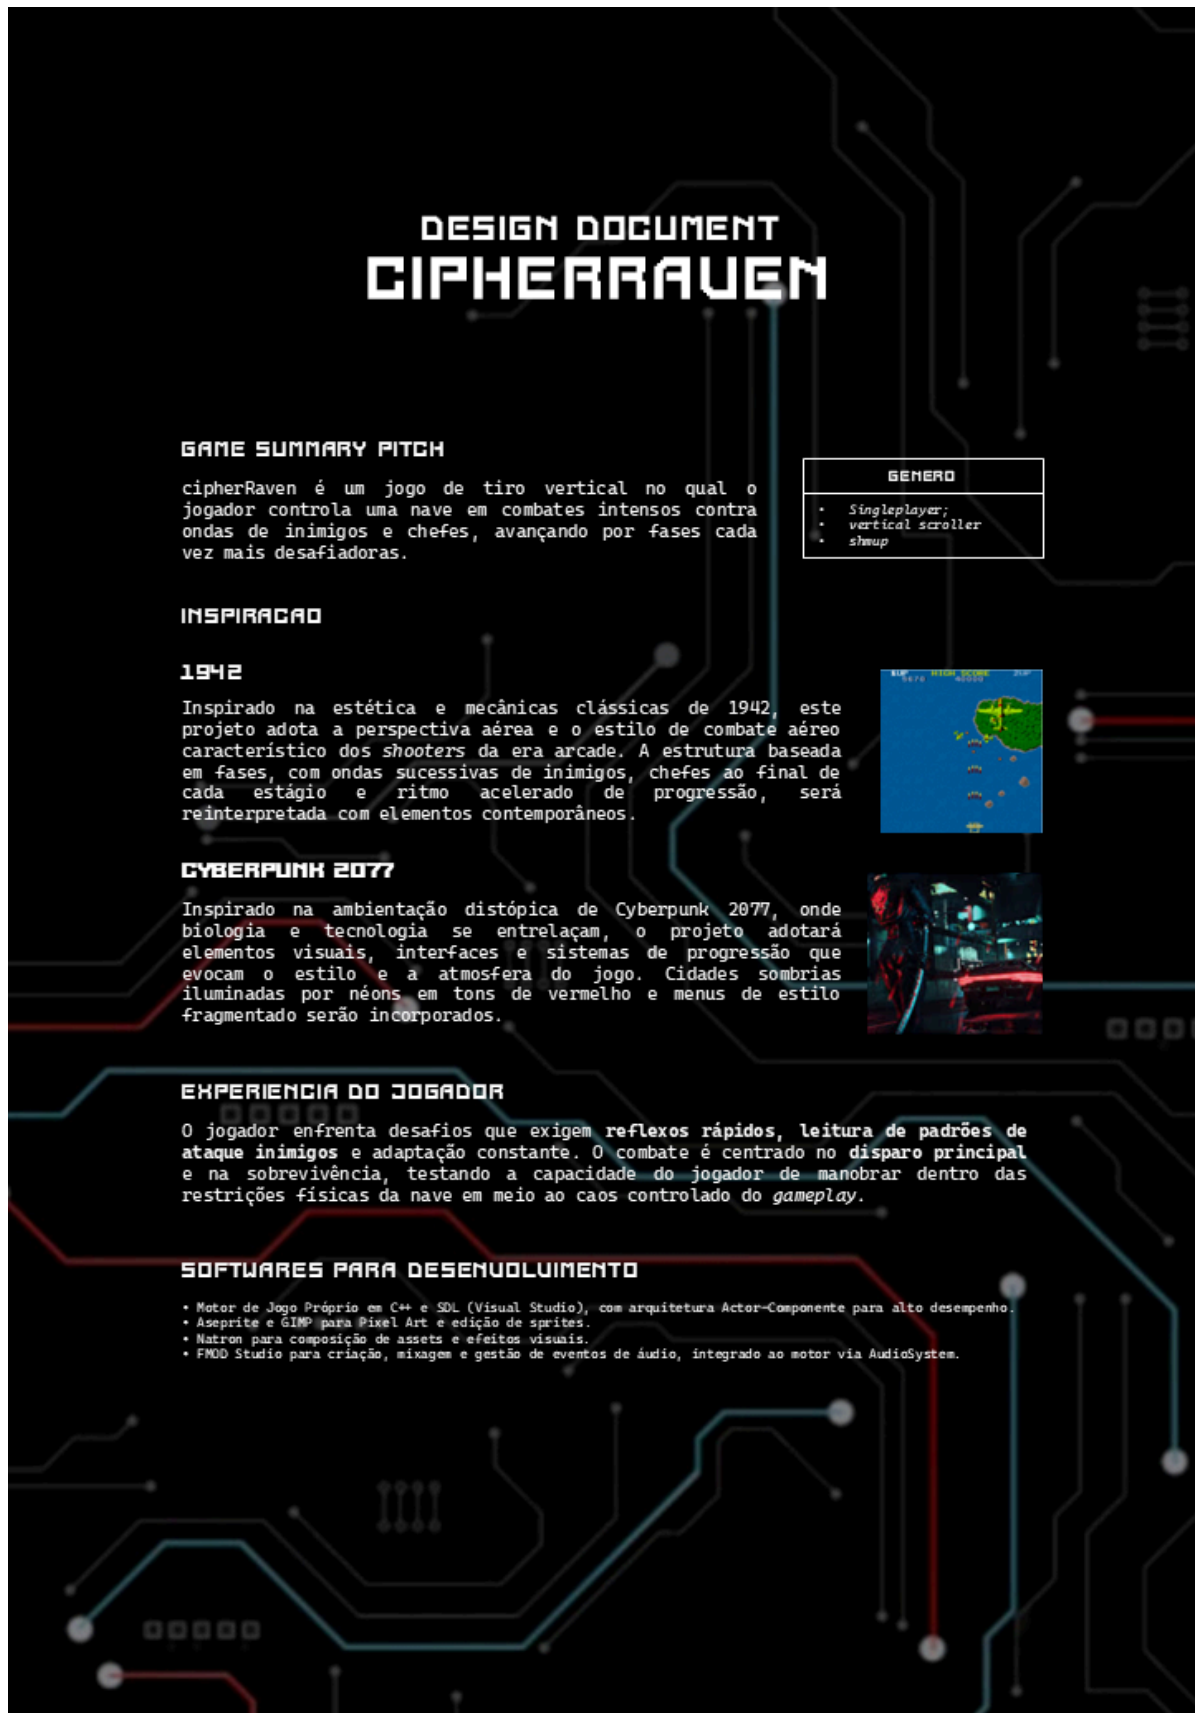 DESIGN DOCUMENT
CIPHERRAVEN
GAME SUMMARY PITCH
cipherRaven é um jogo de tiro vertical no qual o
jogador controla uma nave em combates intensos contra
ondas de inimigos e chefes, avançando por fases cada
vez mais desafiadoras.
GENERO
• Singleplayer;
• vertical scroller
• shmup
INSPIRACAO
1942
Inspirado na estética e mecânicas clássicas de 1942, este
projeto adota a perspectiva aérea e o estilo de combate aéreo
característico dos shooters da era arcade. A estrutura baseada
em fases, com ondas sucessivas de inimigos, chefes ao final de
cada estágio e ritmo acelerado de progressão, será
reinterpretada com elementos contemporâneos.
HIGH SCORE
CYBERPUNK 2077
Inspirado na ambientação distópica de Cyberpunk 2077, onde
biologia e tecnologia se entrelaçam, o projeto adotará
elementos visuais, interfaces e sistemas de progressão que
evocam o estilo e a atmosfera do jogo. Cidades sombrias
iluminadas por néons em tons de vermelho e menus de estilo
fragmentado serão incorporados.
EXPERIENCIA DO JOGADOR
O jogador enfrenta desafios que exigem reflexos rápidos, leitura de padrões de
ataque inimigos e adaptação constante. O combate é centrado no disparo principal
e na sobrevivência, testando a capacidade do jogador de manobrar dentro das
restrições físicas da nave em meio ao caos controlado do gameplay.
SOFTWARES PARA DESENVOLVIMENTO
• Motor de Jogo Próprio em C++ e SDL (Visual Studio), com arquitetura Actor-Componente para alto desempenho.
• Aseprite e GIMP para Pixel Art e edição de sprites.
• Natron para composição de assets e efeitos visuais.
• FMOD Studio para criação, mixagem e gestão de eventos de áudio, integrado ao motor via AudioSystem.